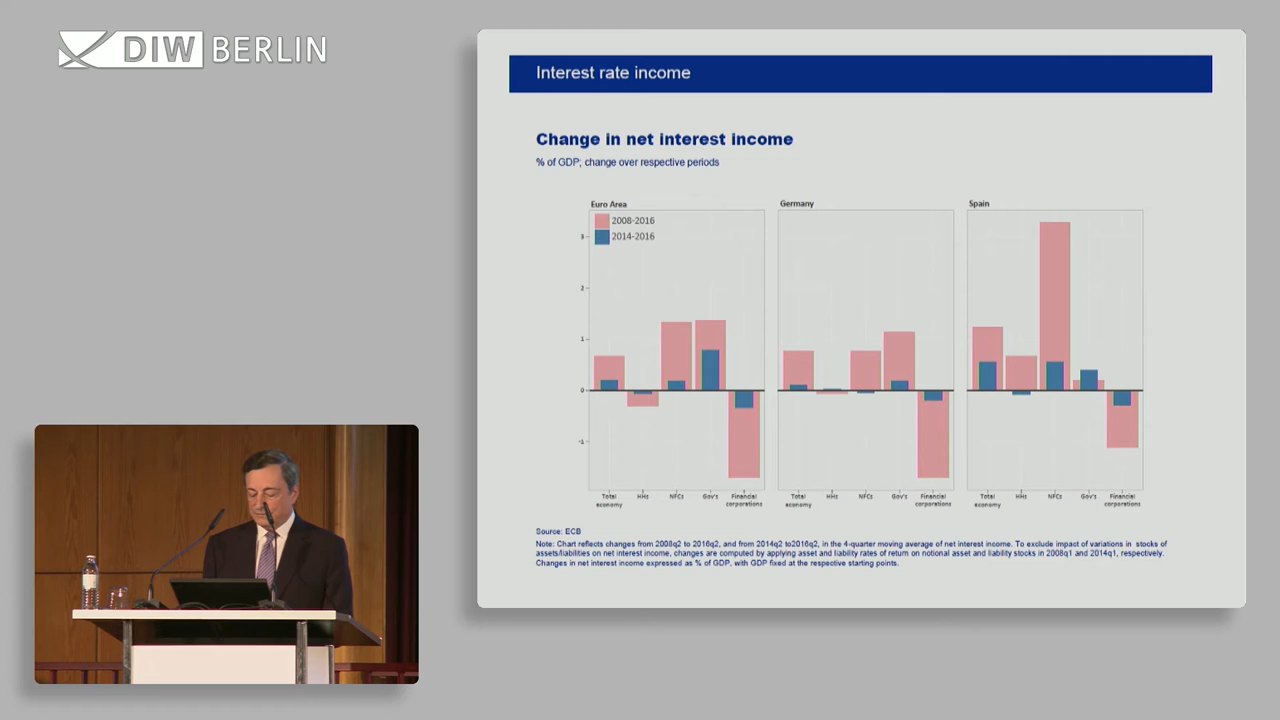 DIW BERLIN
Interest rate income
Change in net interest income
% of GDP; change over respective periods
Euro Area
Germany
Spain
2008-2016
2014-2016
3
2
1
0
-1
Total economy HHs NFCs Gov's Financial corporations
Total economy HHs NFCs Gov's Financial corporations
Total economy HHs NFCs Gov's Financial corporations
Source: ECB
Note: Chart reflects changes from 2008q2 to 2016q2, and from 2014q2 to2016q2, in the 4-quarter moving average of net interest income. To exclude impact of variations in stocks of
assets/liabilities on net interest income, changes are computed by applying asset and liability rates of return on notional asset and liability stocks in 2008q1 and 2014q1, respectively.
Changes in net interest income expressed as % of GDP, with GDP fixed at the respective starting points.